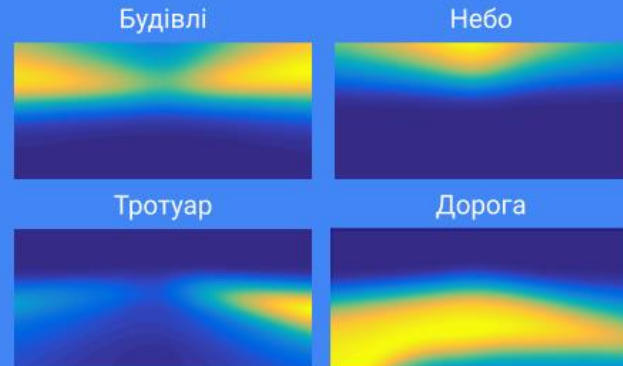 Будівлі
Небо
Тротуар
Дорога